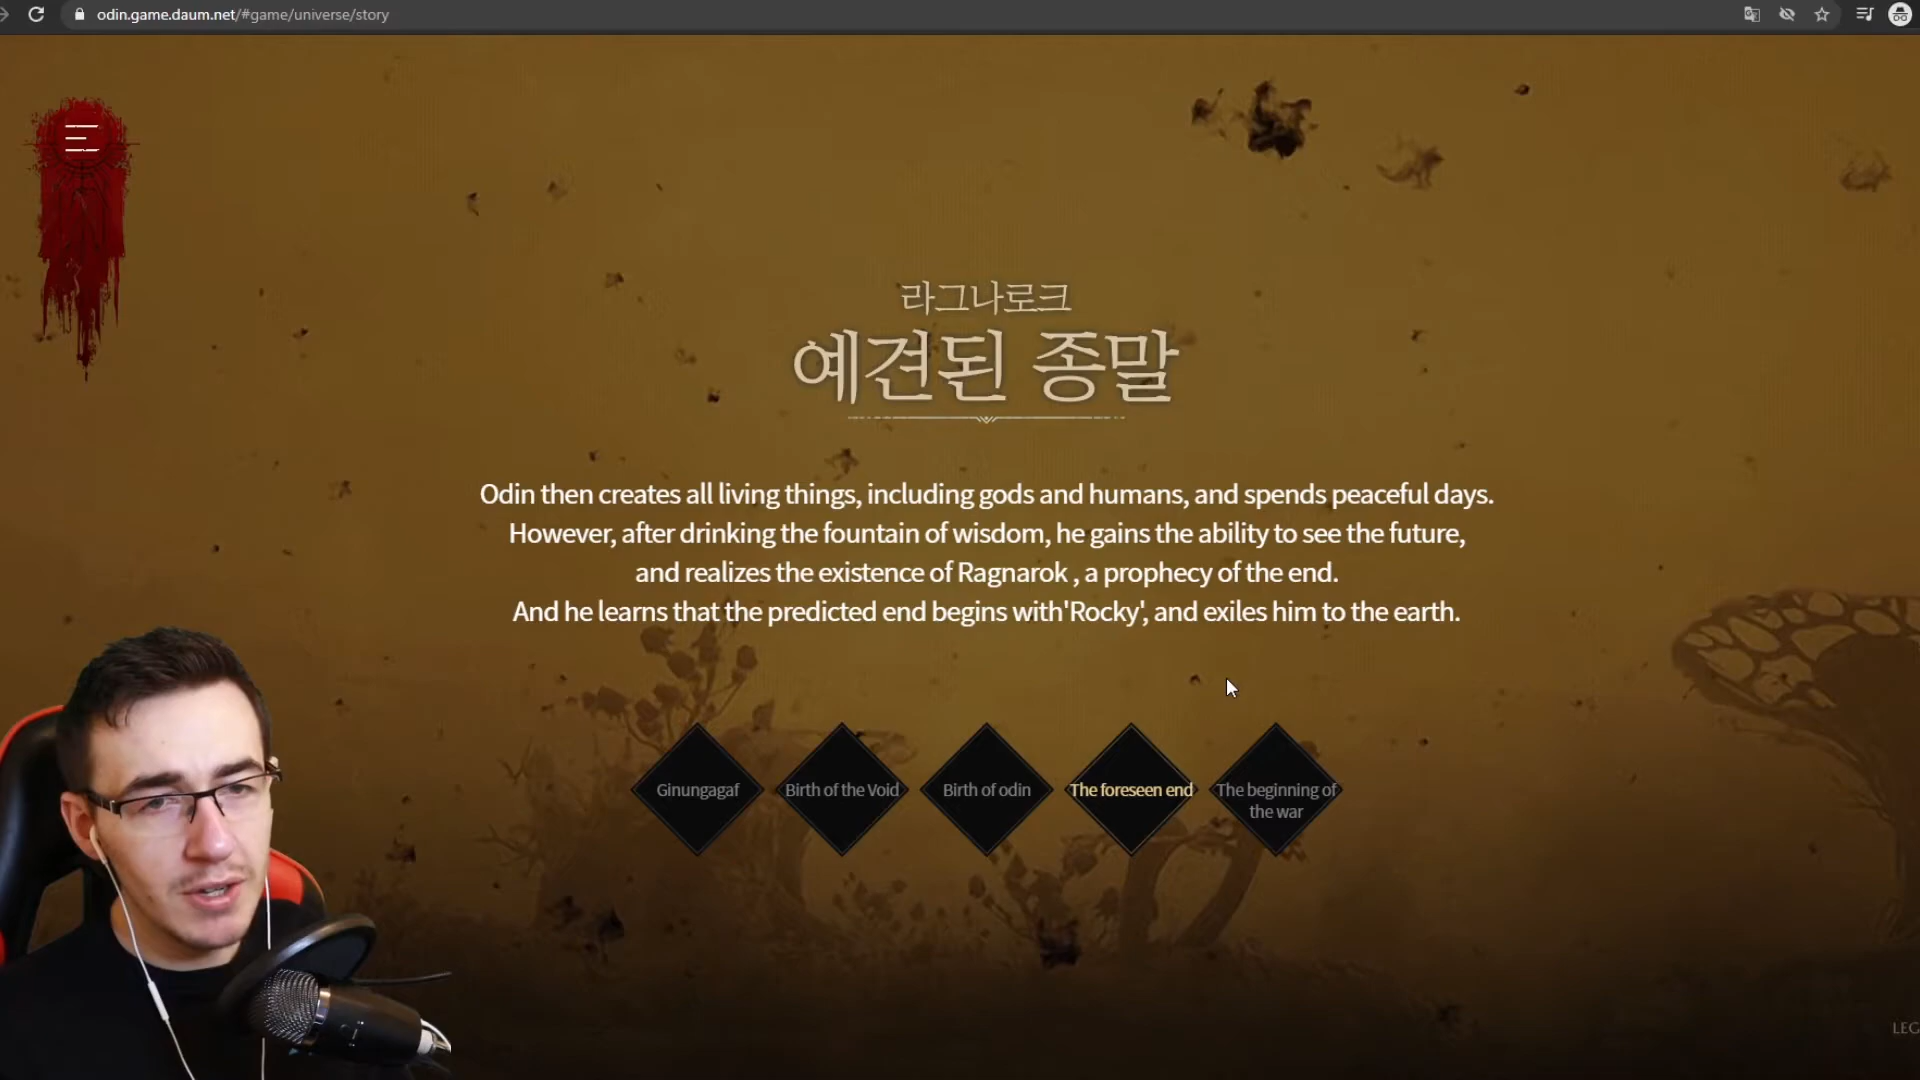 odin.game.daum.net/#game/universe/story
라그나로크
예견된 종말
Odin then creates all living things, including gods and humans, and spends peaceful days.
However, after drinking the fountain of wisdom, he gains the ability to see the future,
and realizes the existence of Ragnarok , a prophecy of the end.
And he learns that the predicted end begins with'Rocky', and exiles him to the earth.
Ginungagaf
Birth of the Void
Birth of odin
The foreseen end
The beginning of
the war
LEG